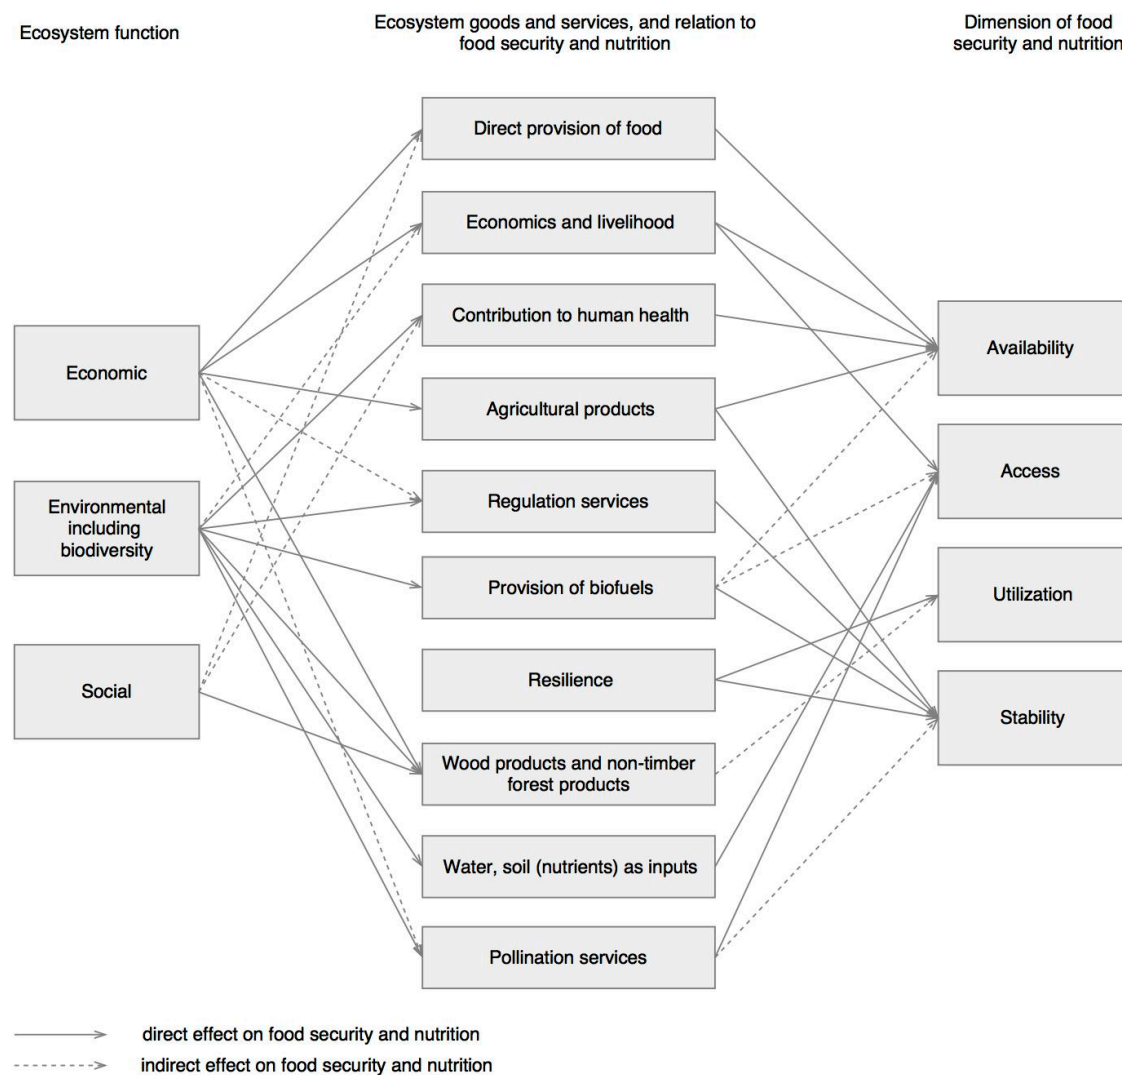 Ecosystem function
Ecosystem goods and services, and relation to
food security and nutrition
Dimension of food
security and nutrition
Direct provision of food
Economics and livelihood
Contribution to human health
Agricultural products
Regulation services
Provision of biofuels
Resilience
Wood products and non-timber
forest products
Water, soil (nutrients) as inputs
Pollination services
Economic
Environmental
including
biodiversity
Social
Availability
Access
Utilization
Stability
direct effect on food security and nutrition
indirect effect on food security and nutrition